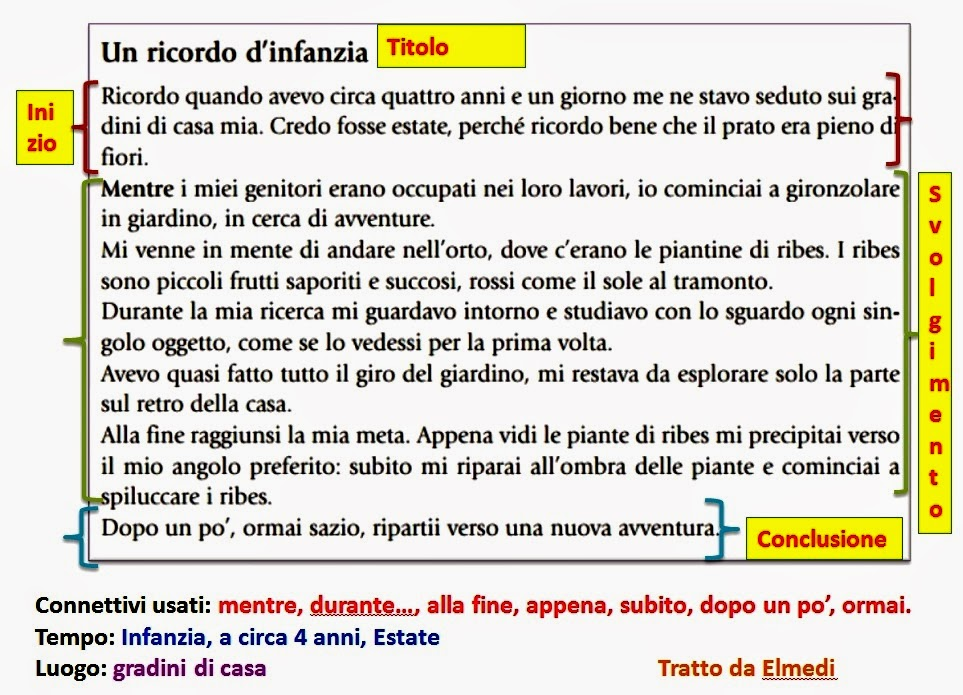 Un ricordo d'infanzia Titolo
Ini
zio
Ricordo quando avevo circa quattro anni e un giorno me ne stavo seduto sui gra-
dini di casa mia. Credo fosse estate, perché ricordo bene che il prato era pieno di
fiori.
Mentre i miei genitori erano occupati nei loro lavori, io cominciai a gironzolare
in giardino, in cerca di avventure.
Mi venne in mente di andare nell'orto, dove c'erano le piantine di ribes. I ribes
sono piccoli frutti saporiti e succosi, rossi come il sole al tramonto.
Durante la mia ricerca mi guardavo intorno e studiavo con lo sguardo ogni sin-
golo oggetto, come se lo vedessi per la prima volta.
Avevo quasi fatto tutto il giro del giardino, mi restava da esplorare solo la parte
sul retro della casa.
Alla fine raggiunsi la mia meta. Appena vidi le piante di ribes mi precipitai verso
il mio angolo preferito: subito mi riparai all'ombra delle piante e cominciai a
spiluccare i ribes.
S
v
o
l
g
i
m
e
n
t
o
Dopo un po', ormai sazio, ripartii verso una nuova avventura.
Conclusione
Connettivi usati: mentre, durante…, alla fine, appena, subito, dopo un po', ormai.
Tempo: Infanzia, a circa 4 anni, Estate
Luogo: gradini di casa
Tratto da Elmedi